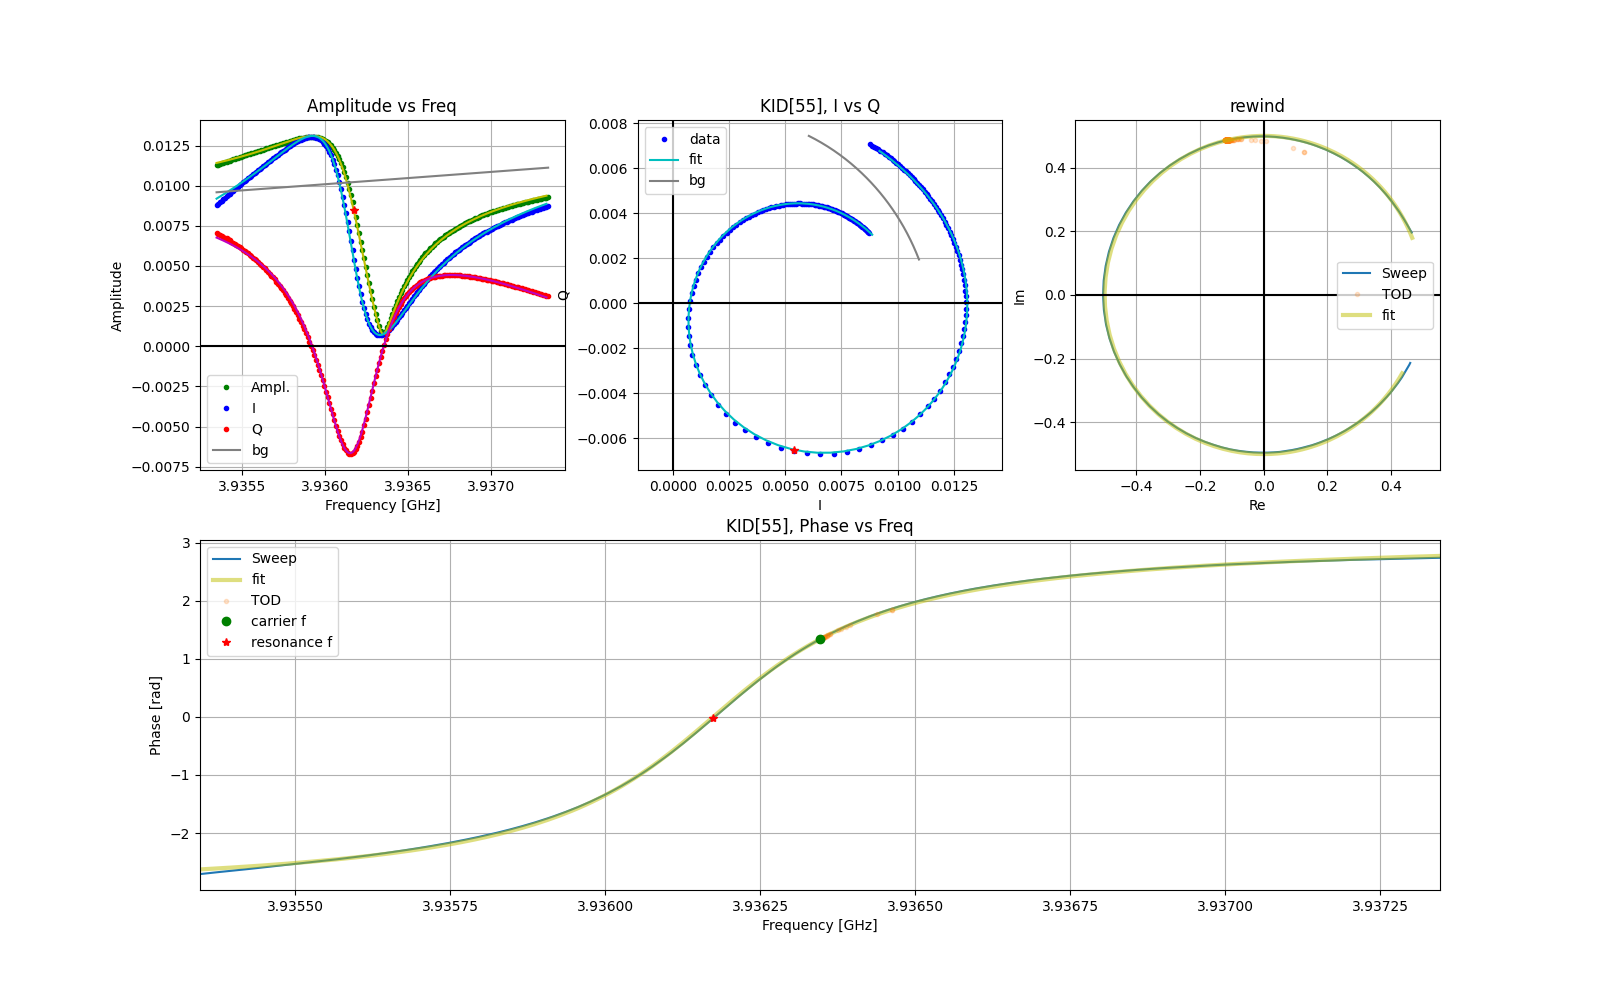 Amplitude vs Freq
Amplitude
0.0125
0.0100
0.0075
0.0050
0.0025
0.0000
−0.0025
−0.0050
−0.0075
Ampl.
I
Q
bg
3.9355 3.9360 3.9365 3.9370
Frequency [GHz]
KID[55], I vs Q
Q
0.008
0.006
0.004
0.002
0.000
−0.002
−0.004
−0.006
data
fit
bg
0.0000 0.0025 0.0050 0.0075 0.0100 0.0125
I
rewind
Im
0.4
0.2
0.0
−0.2
−0.4
Sweep
TOD
fit
−0.4 −0.2 0.0 0.2 0.4
Re
KID[55], Phase vs Freq
Phase [rad]
3
2
1
0
−1
−2
Sweep
fit
TOD
carrier f
resonance f
3.93550 3.93575 3.93600 3.93625 3.93650 3.93675 3.93700 3.93725
Frequency [GHz]